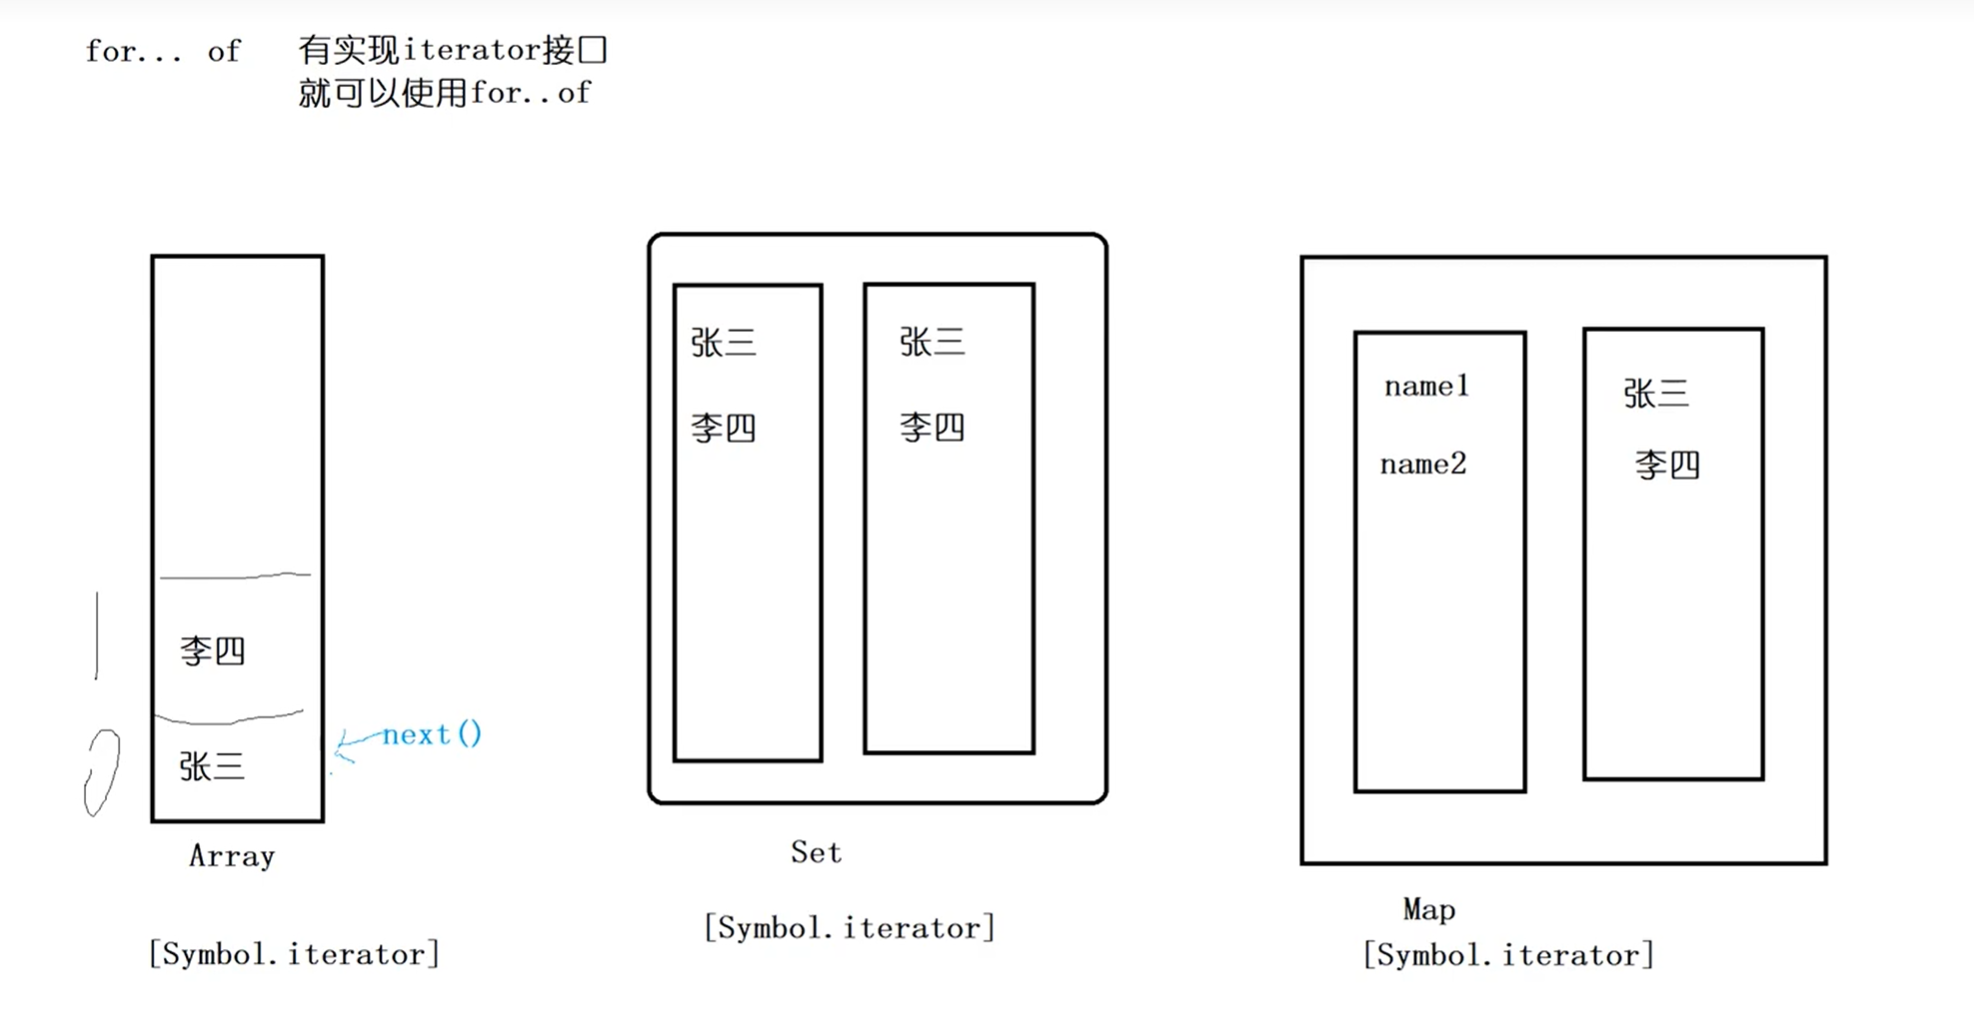 for... of 有实现iterator接口
就可以使用for..of
1
李四
0
张三
next()
Array
[Symbol.iterator]
张三 张三
李四 李四
Set
[Symbol.iterator]
name1 张三
name2 李四
Map
[Symbol.iterator]